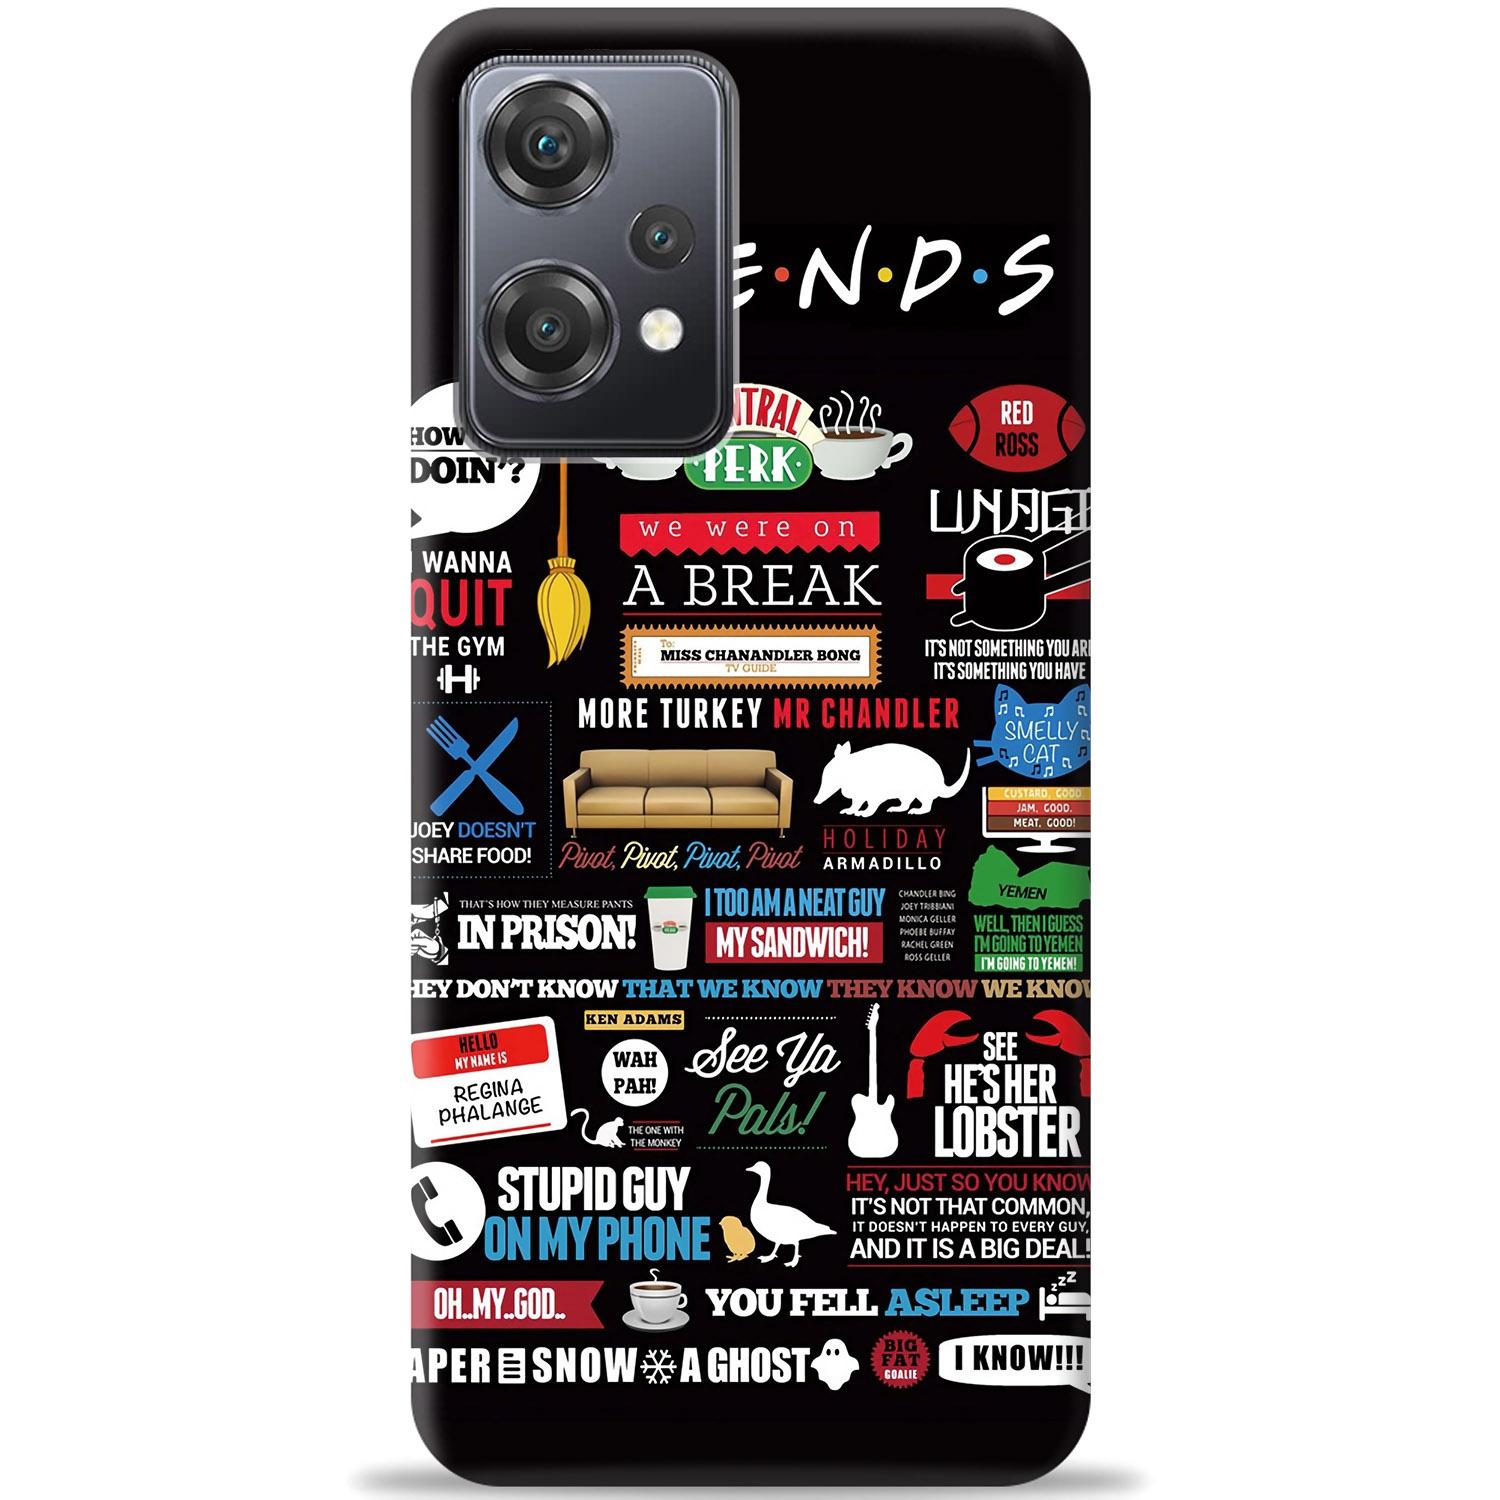 E·N·D·S
NTRAL
PERK
RED
ROSS
HOW
DOIN'?
UNAGI
we were on
A BREAK
I WANNA
QUIT
THE GYM
To:
MISS CHANANDLER BONG
TV GUIDE
IT'S NOT SOMETHING YOU ARE
IT'S SOMETHING YOU HAVE
MORE TURKEY MR CHANDLER
SMELLY
CAT
CUSTARD, GOOD.
JAM, GOOD.
MEAT, GOOD!
JOEY DOESN'T
SHARE FOOD!
Pivot, Pivot, Pivot, Pivot
HOLIDAY
ARMADILLO
YEMEN
WELL, THEN I GUESS
I'M GOING TO YEMEN
I'M GOING TO YEMEN!
THAT'S HOW THEY MEASURE PANTS
IN PRISON!
I TOO AM A NEAT GUY
MY SANDWICH!
CHANDLER BING
JOEY TRIBBIANI
MONICA GELLER
PHOEBE BUFFAY
RACHEL GREEN
ROSS GELLER
HEY DON'T KNOW THAT WE KNOW THEY KNOW WE KNOW
HELLO
MY NAME IS
REGINA
PHALANGE
KEN ADAMS
WAH
PAH!
THE ONE WITH
THE MONKEY
See Ya
Pals!
SEE
HE'S HER
LOBSTER
STUPID GUY
ON MY PHONE
HEY, JUST SO YOU KNOW
IT'S NOT THAT COMMON,
IT DOESN'T HAPPEN TO EVERY GUY,
AND IT IS A BIG DEAL!
OH..MY..GOD..
YOU FELL ASLEEP
zzZ
APER SNOW A GHOST
BIG
FAT
GOALIE
I KNOW!!!